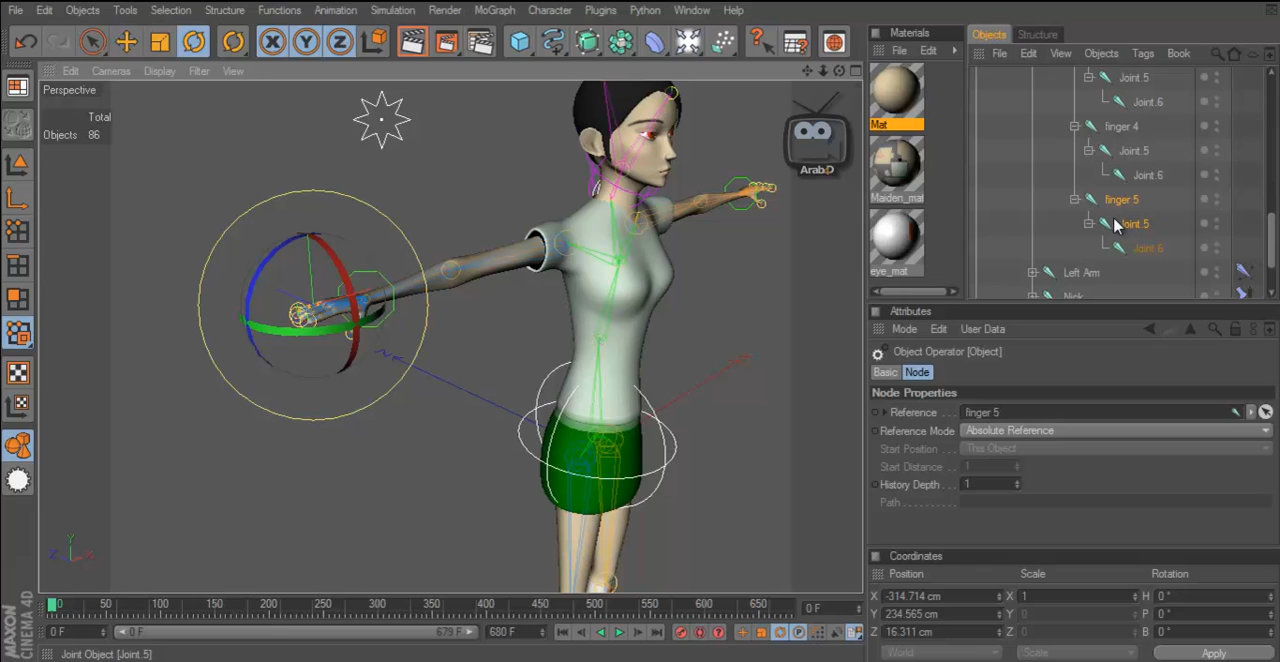 File Edit Objects Tools Selection Structure Functions Animation Simulation Render MoGraph Character Plugins Python Window Help
Edit Cameras Display Filter View
Perspective
Total
Objects 86
Arab4D
Materials
File Edit
Mat
Maiden_mat
eye_mat
Objects Structure
File Edit View Objects Tags Book
Joint.5
Joint.6
finger 4
Joint.5
Joint.6
finger 5
Joint.5
Joint.6
Left Arm
Nick
Attributes
Mode Edit User Data
Object Operator [Object]
Basic Node
Node Properties
Reference finger 5
Reference Mode Absolute Reference
Start Position This Object
Start Distance 1
History Depth 1
Path
Coordinates
Position Scale Rotation
X -314.714 cm X 1 H 0 °
Y 234.565 cm Y 0 P 0 °
Z 16.311 cm Z 0 B 0 °
World Scale Apply
0 50 100 150 200 250 300 350 400 450 500 550 600 650 0 F
0 F 0 F 679 F 680 F
Joint Object [Joint.5]
MAXON
CINEMA 4D